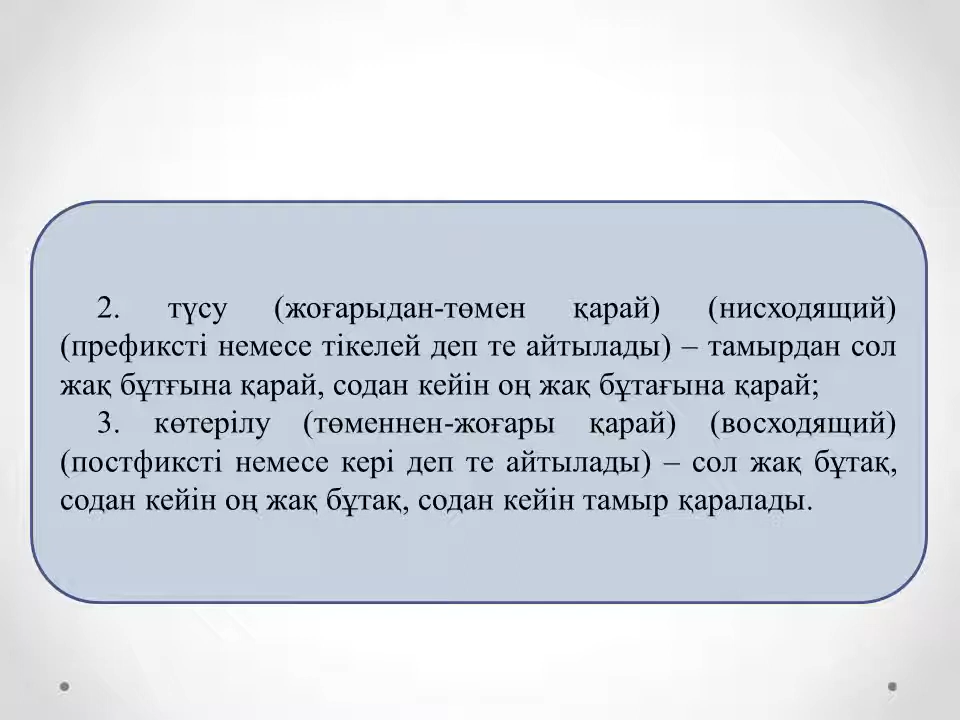 2. түсу (жоғарыдан-төмен қарай) (нисходящий)
(префиксті немесе тікелей деп те айтылады) – тамырдан сол
жақ бұтғына қарай, содан кейін оң жақ бұтағына қарай;
3. көтерілу (төменнен-жоғары қарай) (восходящий)
(постфиксті немесе кері деп те айтылады) – сол жақ бұтақ,
содан кейін оң жақ бұтақ, содан кейін тамыр қаралады.